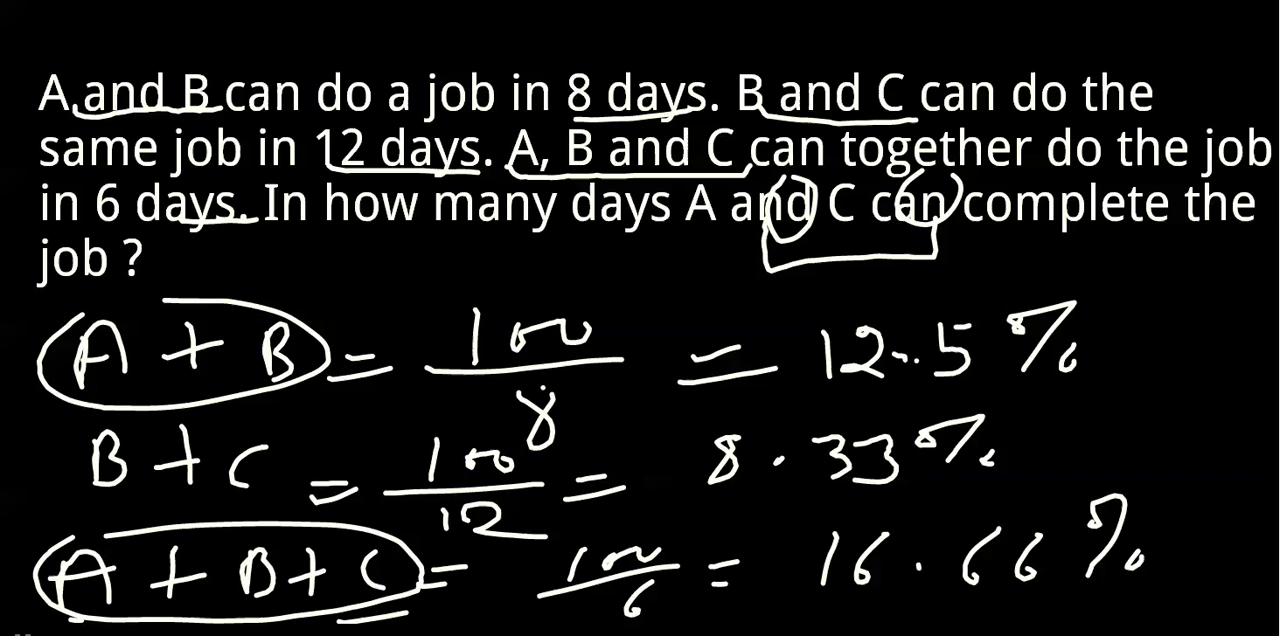 A and B can do a job in 8 days. B and C can do the
same job in 12 days. A, B and C can together do the job
in 6 days. In how many days A and C can complete the
job ?
(A + B) = 100/8 = 12.5%
B + C = 100/12 = 8.33%
(A + B + C) = 100/6 = 16.66%